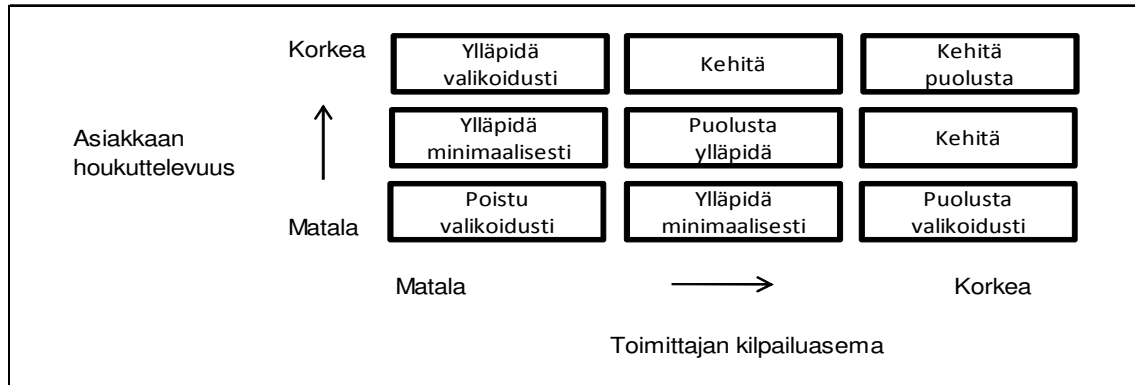 Korkea
Ylläpidä
valikoidusti
Kehitä
Kehitä
puolusta
Asiakkaan
houkuttelevuus
Ylläpidä
minimaalisesti
Puolusta
ylläpidä
Kehitä
Matala
Poistu
valikoidusti
Ylläpidä
minimaalisesti
Puolusta
valikoidusti
Matala
Korkea
Toimittajan kilpailuasema